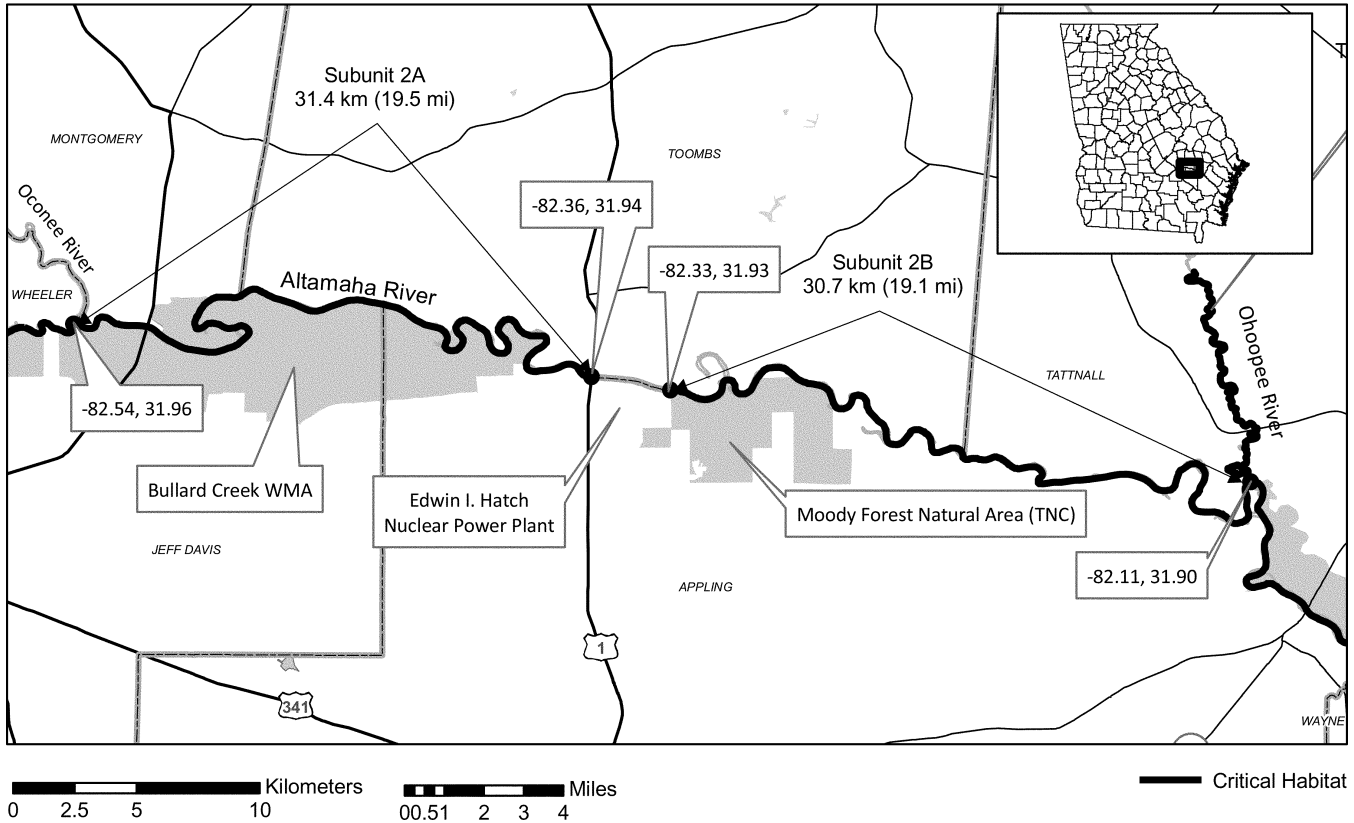 Subunit 2A
31.4 km (19.5 mi)
MONTGOMERY
TOOMBS
T
Oconee River
-82.36, 31.94
-82.33, 31.93
Subunit 2B
30.7 km (19.1 mi)
WHEELER
Altamaha River
Ohoopee River
TATTNALL
-82.54, 31.96
Bullard Creek WMA
Edwin I. Hatch
Nuclear Power Plant
Moody Forest Natural Area (TNC)
JEFF DAVIS
APPLING
-82.11, 31.90
1
341
WAYNE
Kilometers
0 2.5 5 10
Miles
00.51 2 3 4
Critical Habitat